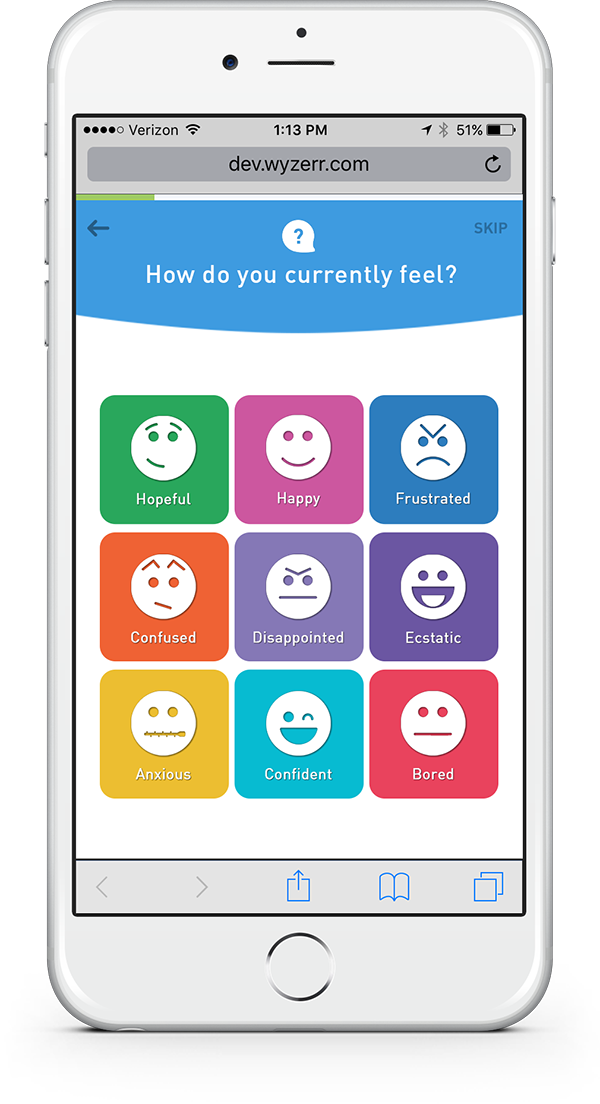 Verizon 1:13 PM 51%
dev.wyzerr.com
SKIP
?
How do you currently feel?
Hopeful Happy Frustrated
Confused Disappointed Ecstatic
Anxious Confident Bored